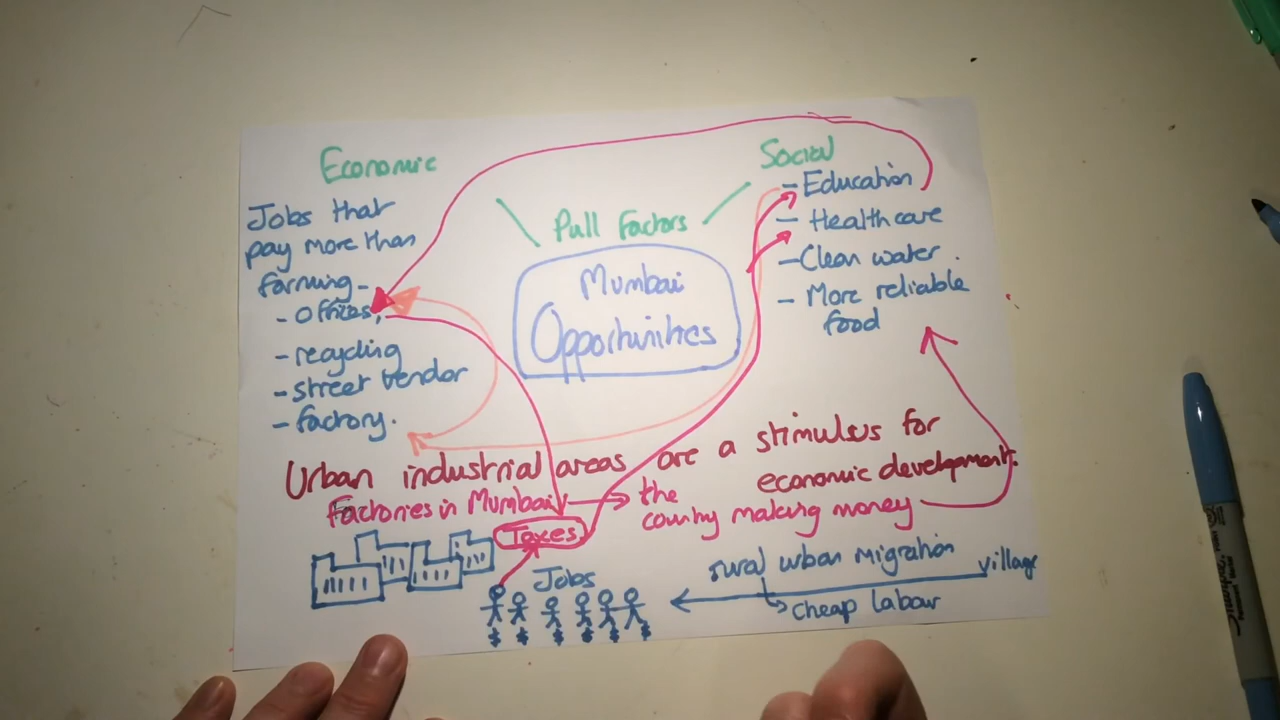 Economic
Jobs that
pay more than
farming -
- offices,
- recycling
- street vendor
- factory.
Pull Factors
Mumbai
Opportunities
Social
- Education
- Healthcare
- Clean water.
- More reliable
food
Urban industrial areas are a stimulus for
economic development.
Factories in Mumbai → the
country making money
Taxes
Jobs
rural urban migration
village
cheap labour